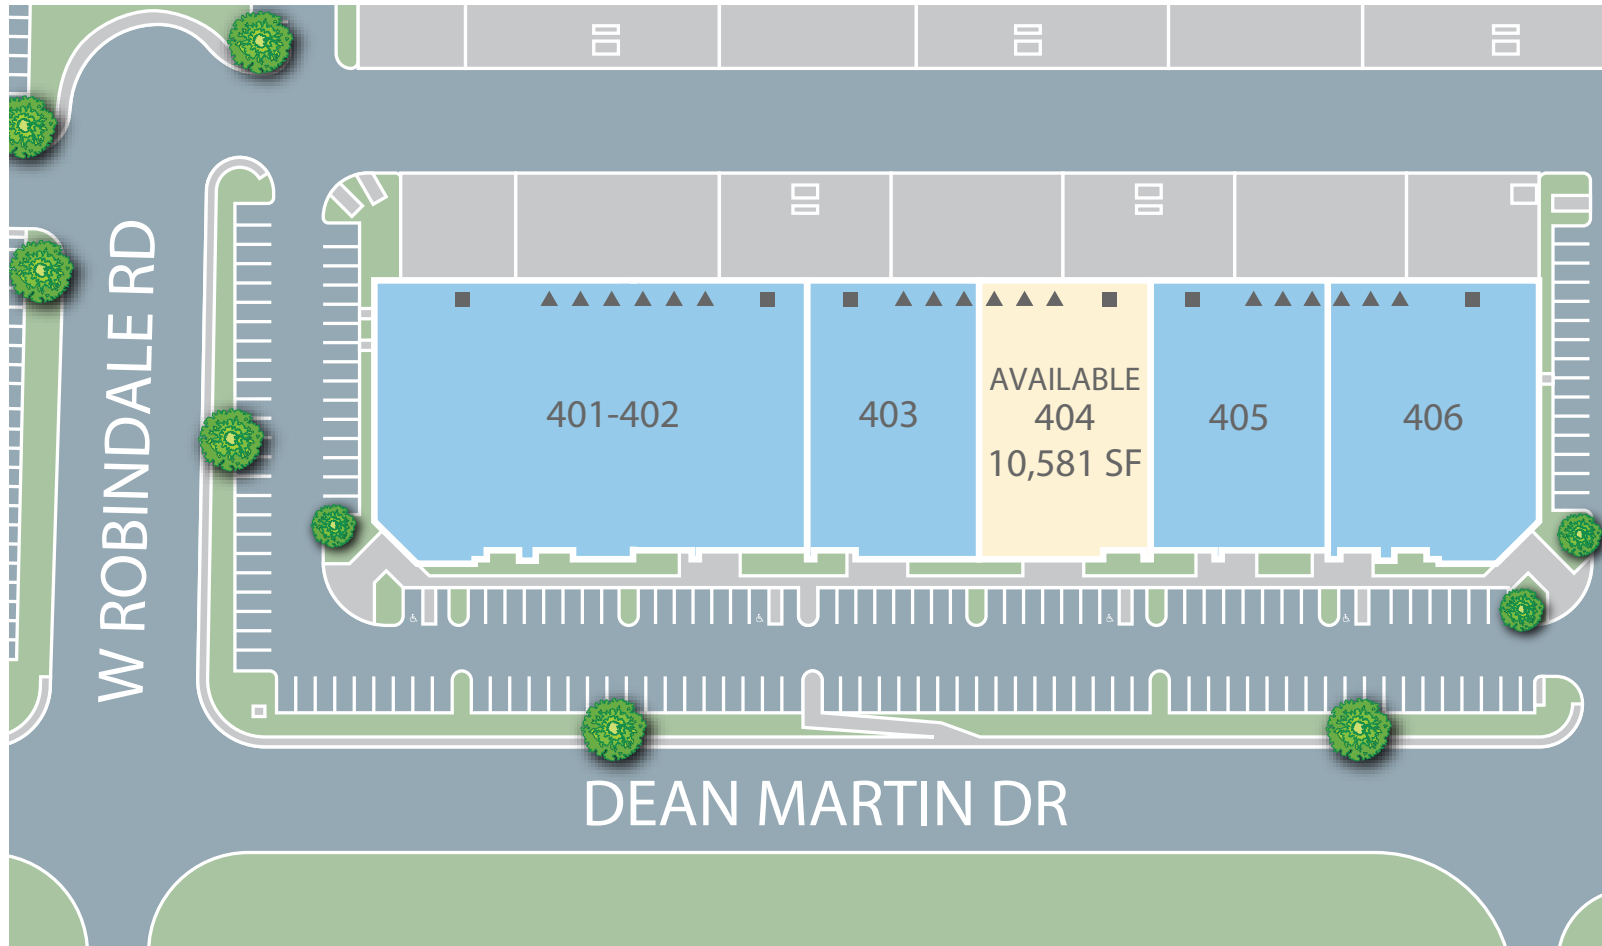 W ROBINDALE RD
401-402
403
AVAILABLE
404
10,581 SF
405
406
DEAN MARTIN DR